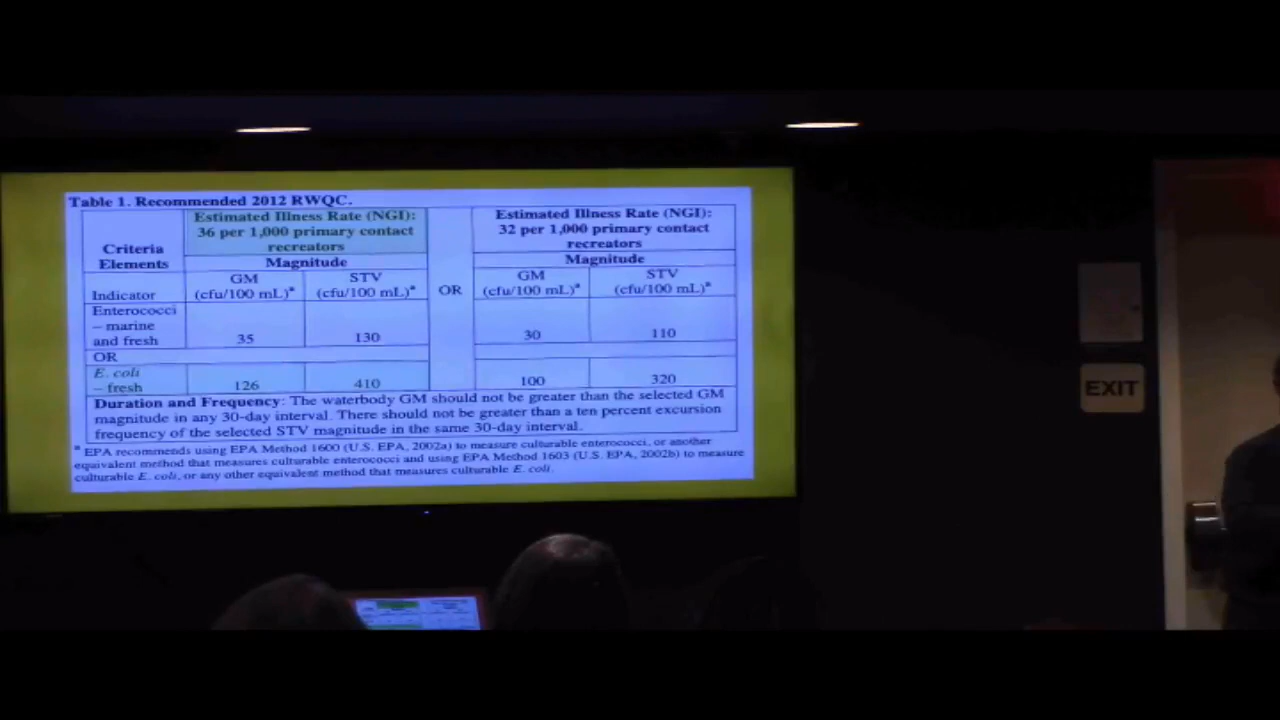 Table 1. Recommended 2012 RWQC.
Criteria
Elements
Estimated Illness Rate (NGI):
36 per 1,000 primary contact
recreators
Magnitude
OR
Estimated Illness Rate (NGI):
32 per 1,000 primary contact
recreators
Magnitude
Indicator
GM
(cfu/100 mL)a
STV
(cfu/100 mL)a
GM
(cfu/100 mL)a
STV
(cfu/100 mL)a
Enterococci
– marine
and fresh
35
130
30
110
OR
E. coli
– fresh
126
410
100
320
Duration and Frequency: The waterbody GM should not be greater than the selected GM
magnitude in any 30-day interval. There should not be greater than a ten percent excursion
frequency of the selected STV magnitude in the same 30-day interval.
a EPA recommends using EPA Method 1600 (U.S. EPA, 2002a) to measure culturable enterococci, or another
equivalent method that measures culturable enterococci and using EPA Method 1603 (U.S. EPA, 2002b) to measure
culturable E. coli, or any other equivalent method that measures culturable E. coli.
EXIT